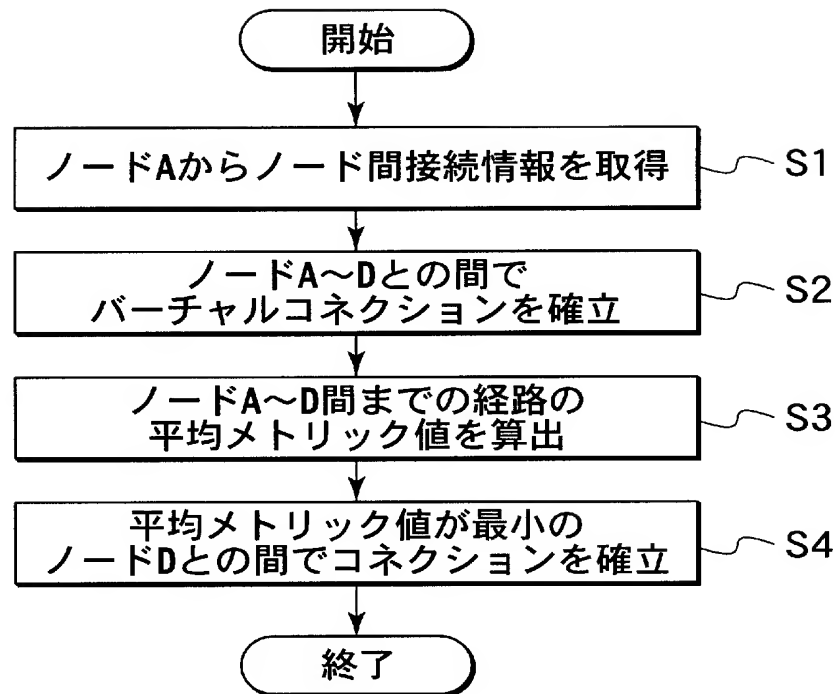 開始
ノードAからノード間接続情報を取得
S1
ノードA～Dとの間で
バーチャルコネクションを確立
S2
ノードA～D間までの経路の
平均メトリック値を算出
S3
平均メトリック値が最小の
ノードDとの間でコネクションを確立
S4
終了